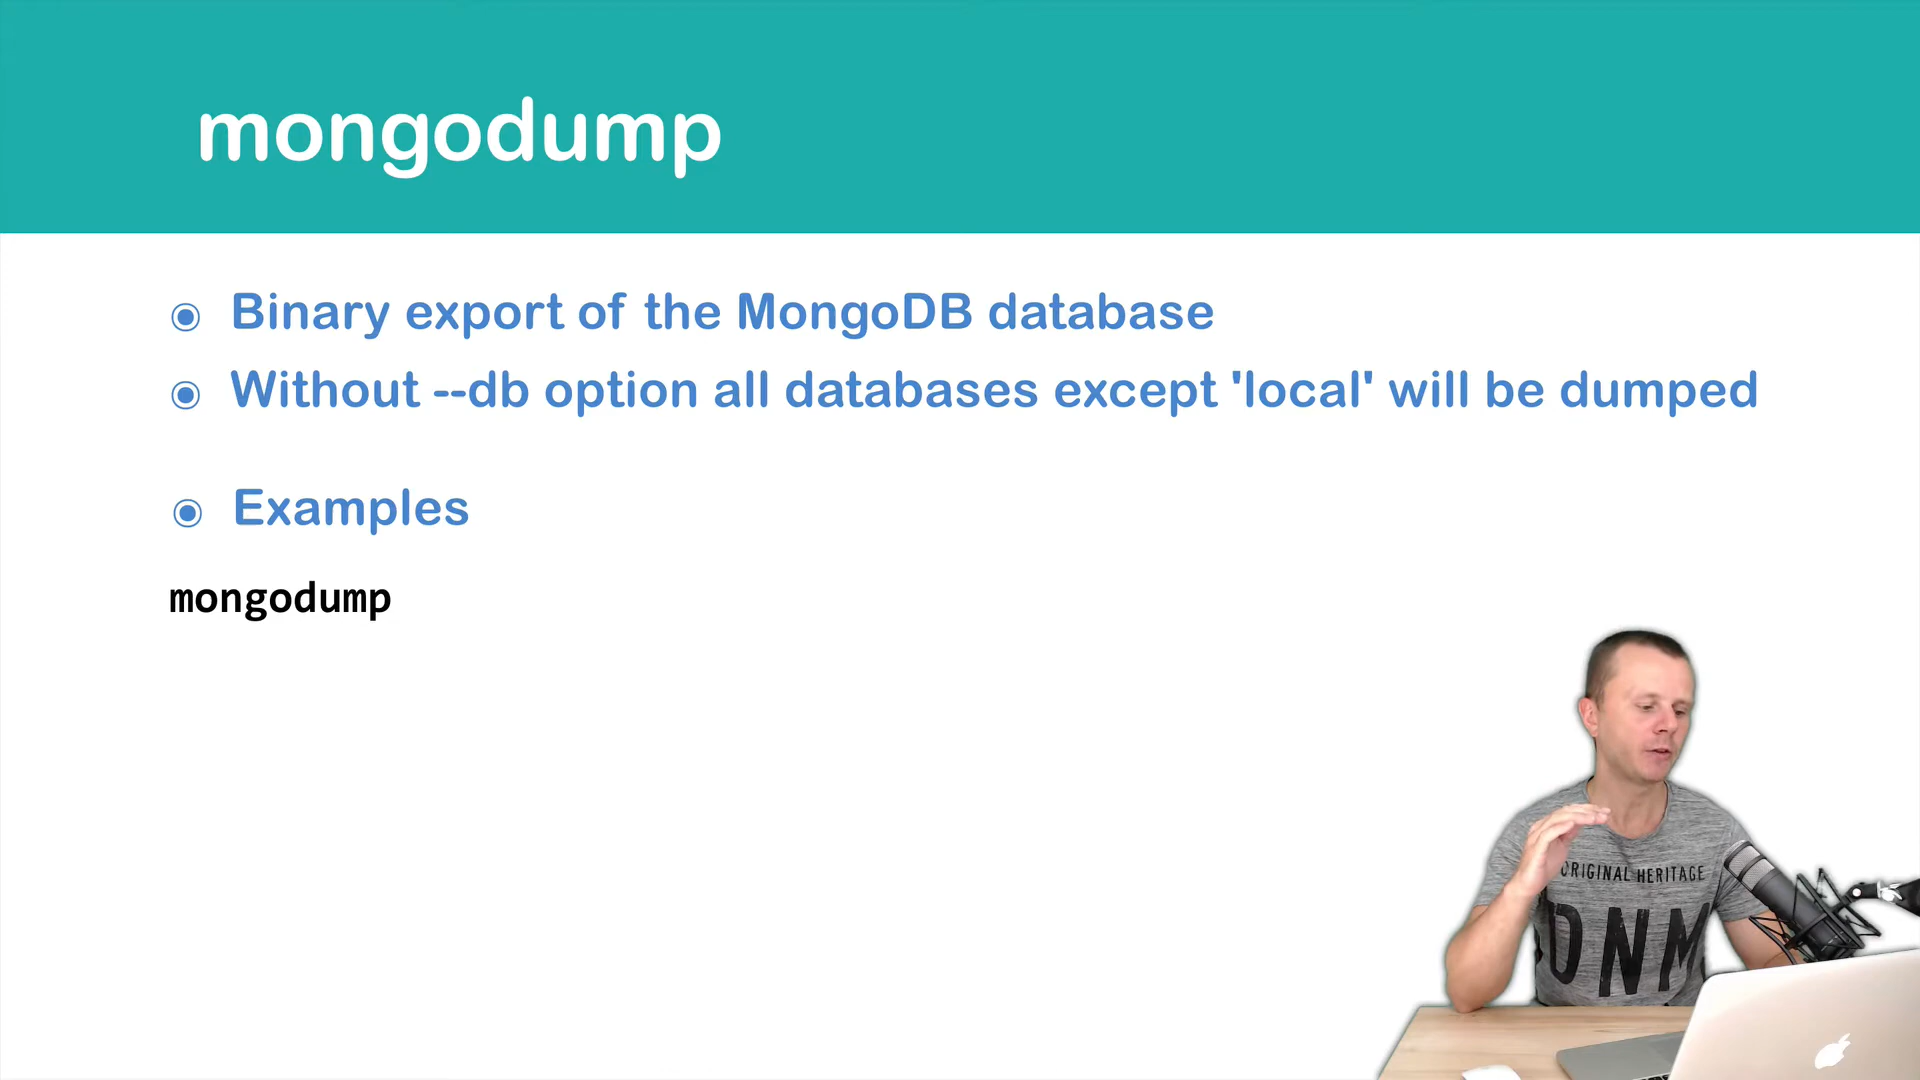 mongodump
Binary export of the MongoDB database
Without --db option all databases except 'local' will be dumped
Examples
mongodump
ORIGINAL HERITAGE
DNM